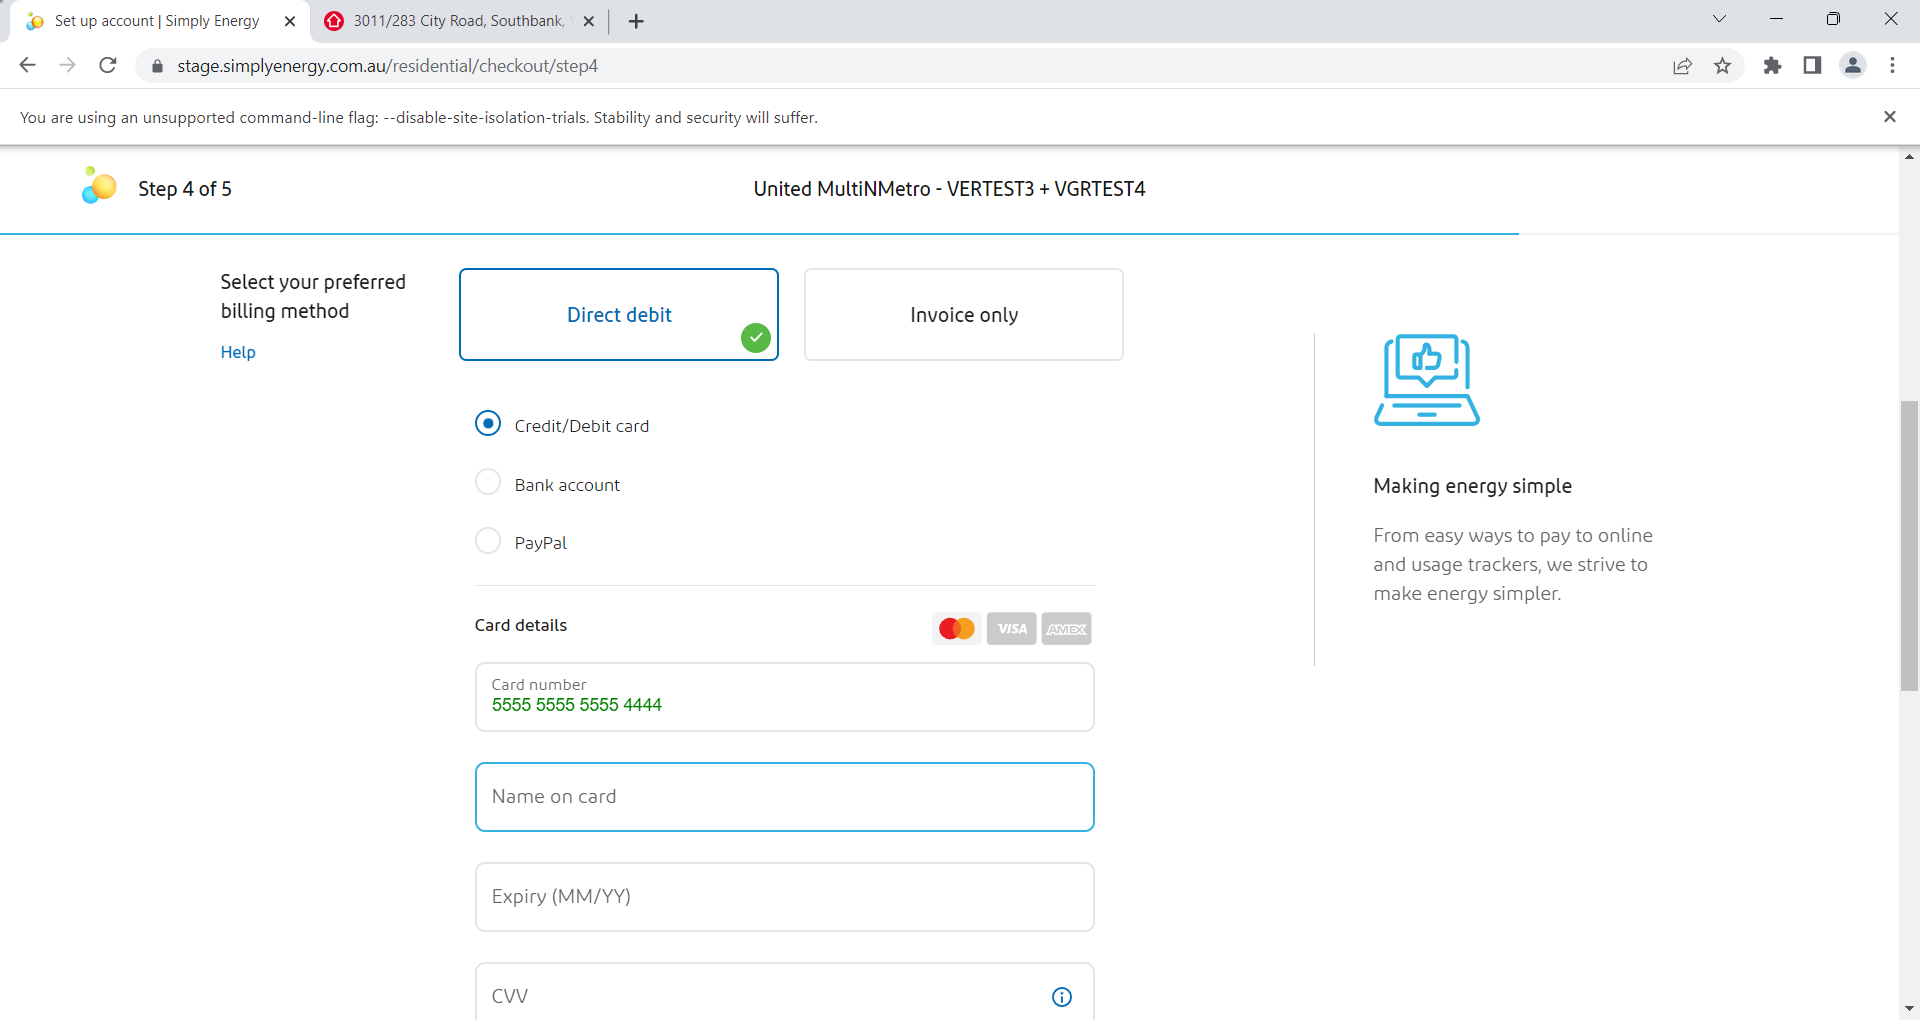 Set up account | Simply Energy
3011/283 City Road, Southbank,
stage.simplyenergy.com.au/residential/checkout/step4
You are using an unsupported command-line flag: --disable-site-isolation-trials. Stability and security will suffer.
Step 4 of 5
United MultiNMetro - VERTEST3 + VGRTEST4
Select your preferred
billing method
Help
Direct debit
Invoice only
Credit/Debit card
Bank account
PayPal
Making energy simple
From easy ways to pay to online
and usage trackers, we strive to
make energy simpler.
Card details
VISA
AMEX
Card number
5555 5555 5555 4444
Name on card
Expiry (MM/YY)
CVV